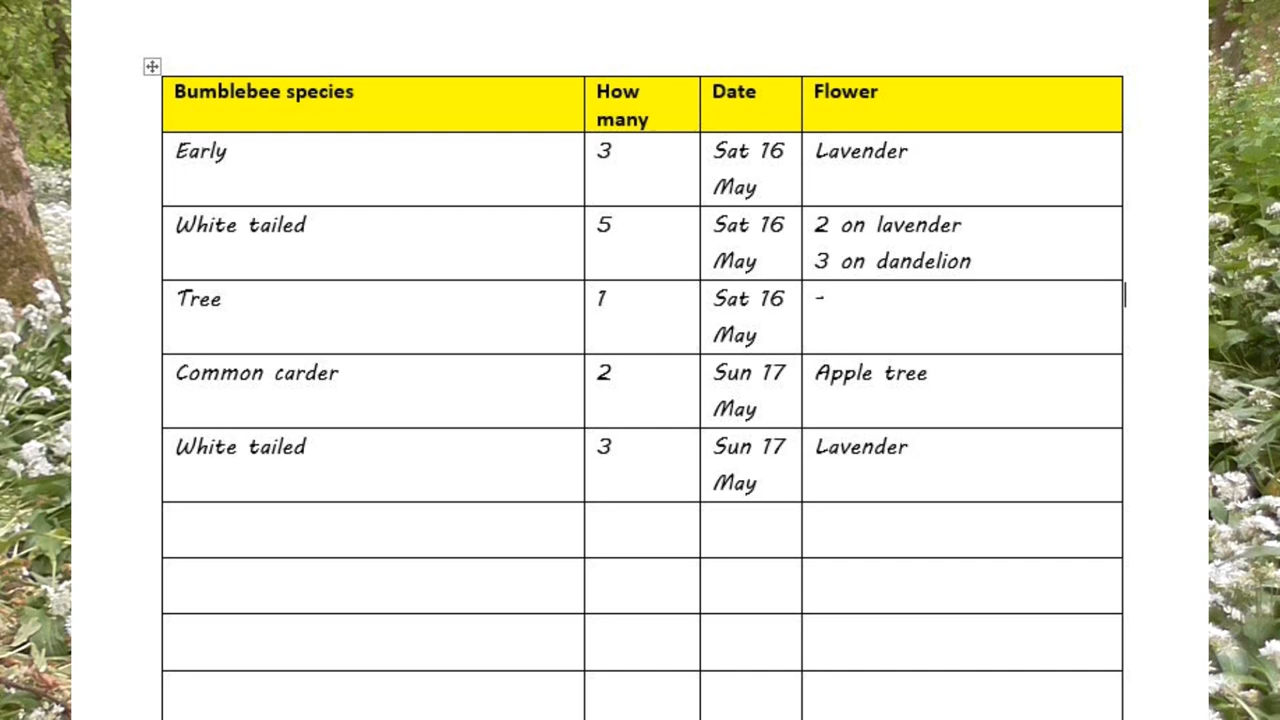 Bumblebee species How many Date Flower
Early 3 Sat 16 May Lavender
White tailed 5 Sat 16 May 2 on lavender
3 on dandelion
Tree 1 Sat 16 May -
Common carder 2 Sun 17 May Apple tree
White tailed 3 Sun 17 May Lavender